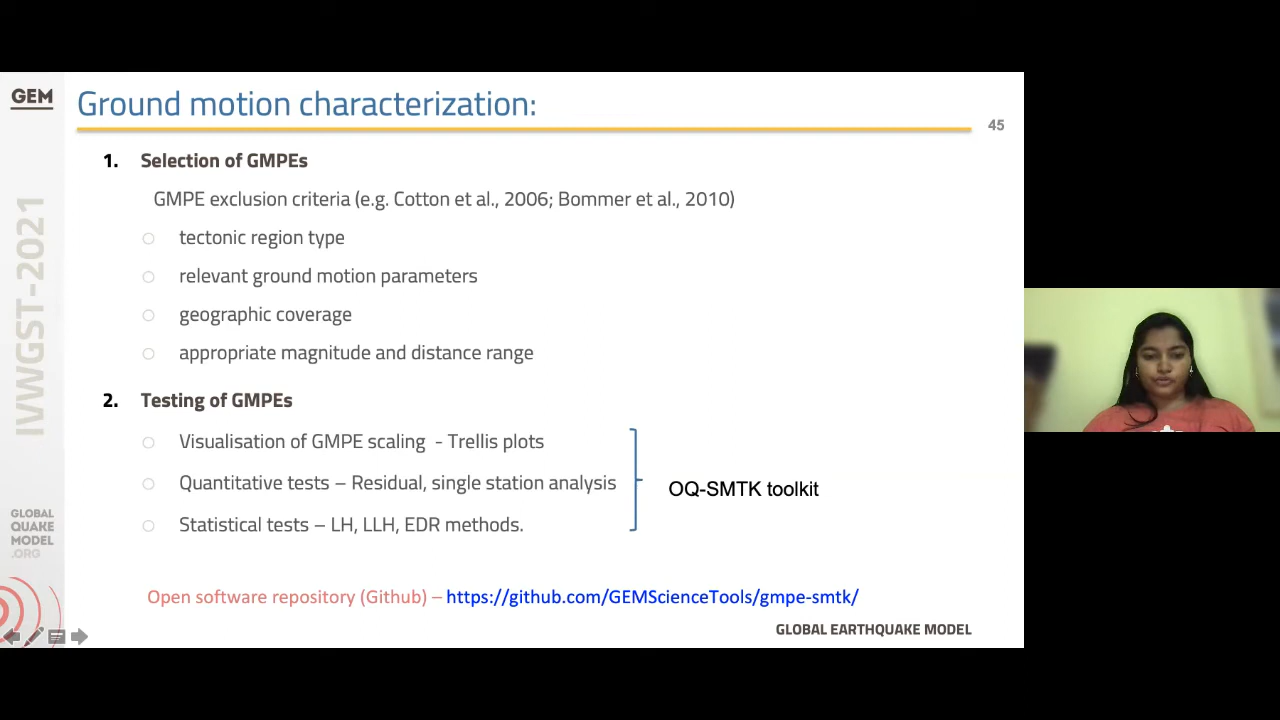 GEM
Ground motion characterization:
45
1. Selection of GMPEs
GMPE exclusion criteria (e.g. Cotton et al., 2006; Bommer et al., 2010)
tectonic region type
relevant ground motion parameters
geographic coverage
appropriate magnitude and distance range
2. Testing of GMPEs
Visualisation of GMPE scaling - Trellis plots
Quantitative tests – Residual, single station analysis
Statistical tests – LH, LLH, EDR methods.
OQ-SMTK toolkit
Open software repository (Github) – https://github.com/GEMScienceTools/gmpe-smtk/
GLOBAL EARTHQUAKE MODEL
IVWGST-2021
GLOBAL
QUAKE
MODEL
.ORG